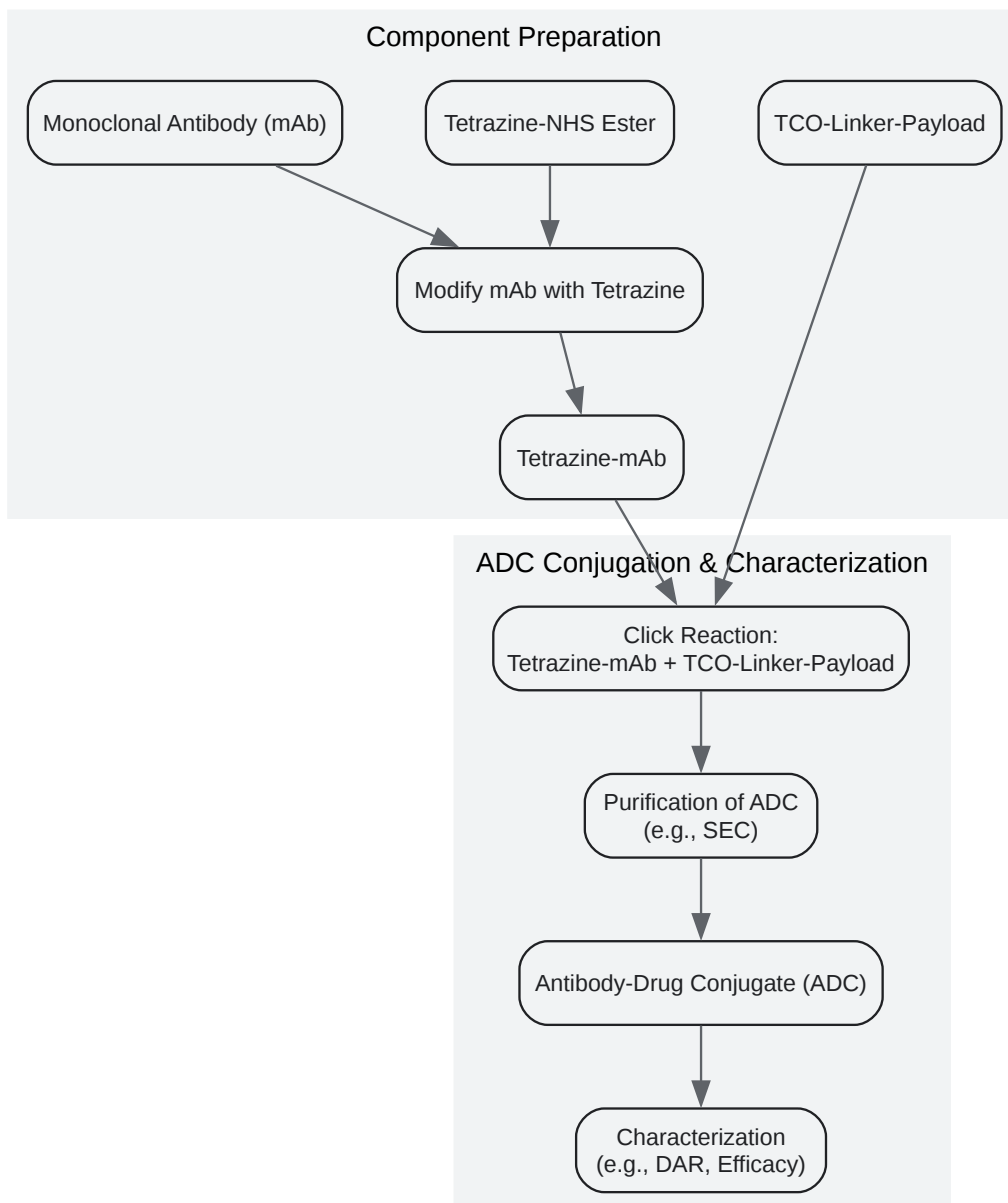 Component Preparation
Monoclonal Antibody (mAb)
Tetrazine-NHS Ester
TCO-Linker-Payload
Modify mAb with Tetrazine
Tetrazine-mAb
ADC Conjugation & Characterization
Click Reaction:
Tetrazine-mAb + TCO-Linker-Payload
Purification of ADC
(e.g., SEC)
Antibody-Drug Conjugate (ADC)
Characterization
(e.g., DAR, Efficacy)